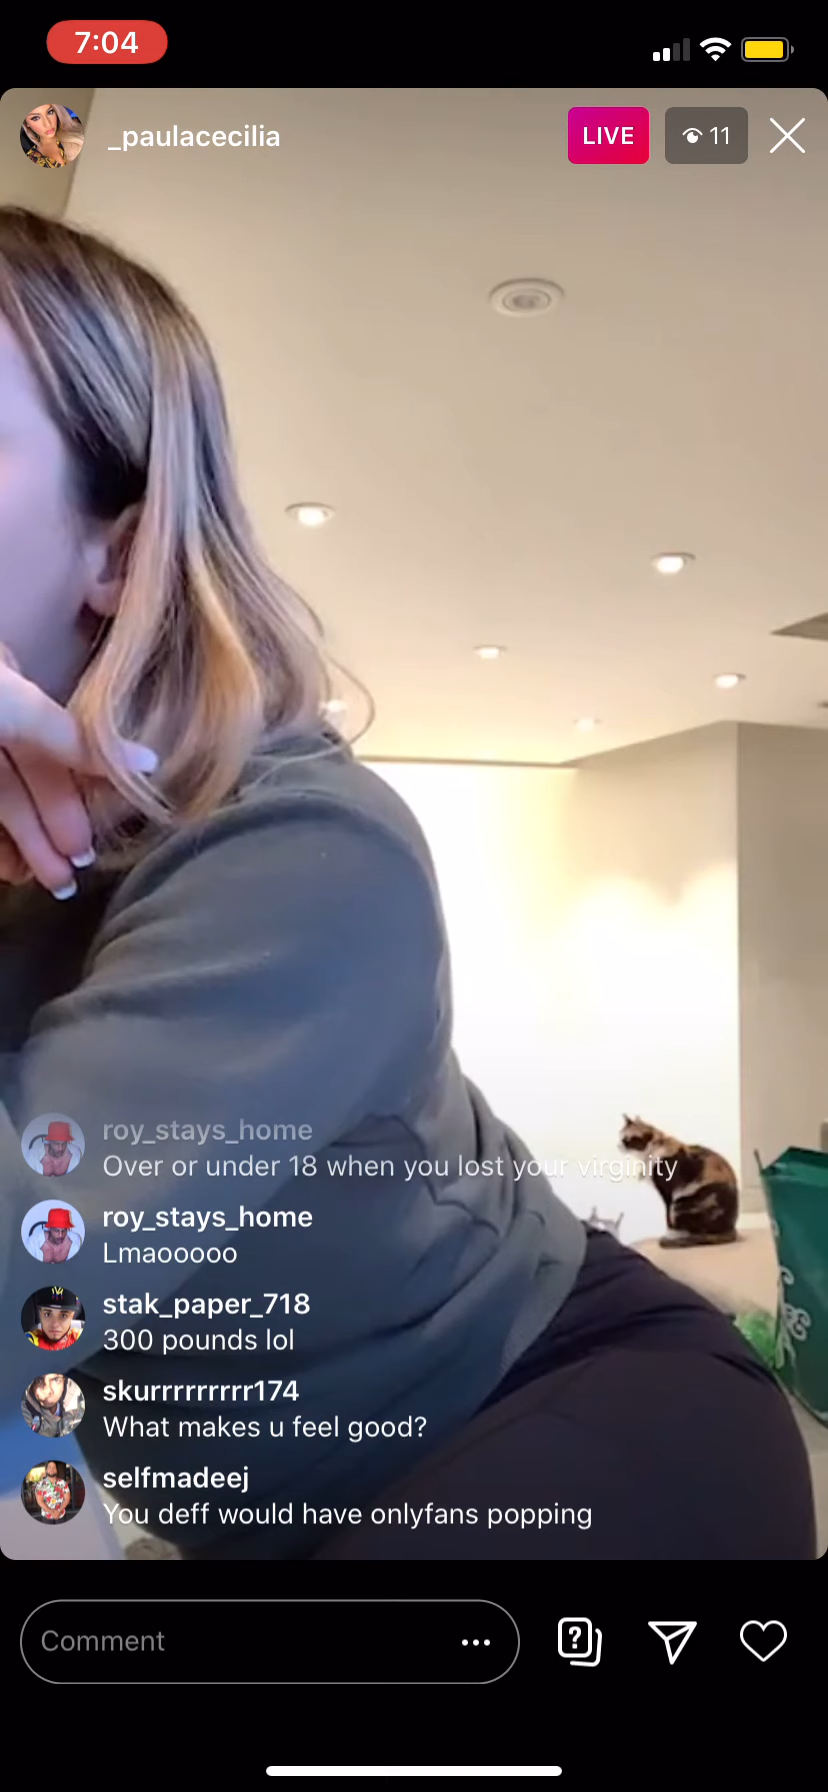 7:04
_paulacecilia
LIVE
11
roy_stays_home
Over or under 18 when you lost your virginity
roy_stays_home
Lmaooooo
stak_paper_718
300 pounds lol
skurrrrrrrrr174
What makes u feel good?
selfmadeej
You deff would have onlyfans popping
Comment